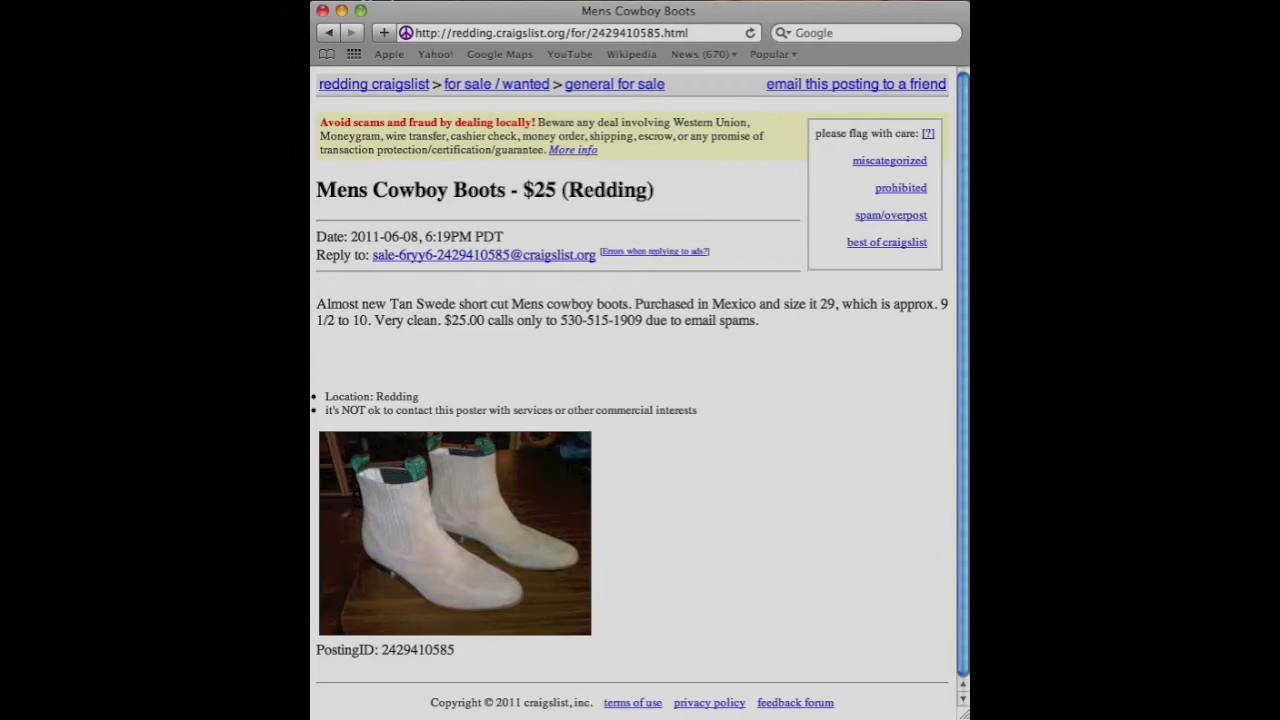 Mens Cowboy Boots
http://redding.craigslist.org/for/2429410585.html
Google
Apple Yahoo! Google Maps YouTube Wikipedia News (670) Popular
redding craigslist > for sale / wanted > general for sale
email this posting to a friend
Avoid scams and fraud by dealing locally! Beware any deal involving Western Union,
Moneygram, wire transfer, cashier check, money order, shipping, escrow, or any promise of
transaction protection/certification/guarantee. More info
please flag with care: [?]
miscategorized
prohibited
spam/overpost
best of craigslist
Mens Cowboy Boots - $25 (Redding)
Date: 2011-06-08, 6:19PM PDT
Reply to: sale-6ryy6-2429410585@craigslist.org [Errors when replying to ads?]
Almost new Tan Swede short cut Mens cowboy boots. Purchased in Mexico and size it 29, which is approx. 9
1/2 to 10. Very clean. $25.00 calls only to 530-515-1909 due to email spams.
Location: Redding
it's NOT ok to contact this poster with services or other commercial interests
PostingID: 2429410585
Copyright © 2011 craigslist, inc. terms of use privacy policy feedback forum